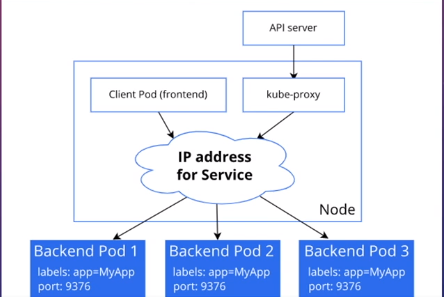 API server
Client Pod (frontend)
kube-proxy
IP address
for Service
Node
Backend Pod 1
labels: app=MyApp
port: 9376
Backend Pod 2
labels: app=MyApp
port: 9376
Backend Pod 3
labels: app=MyApp
port: 9376